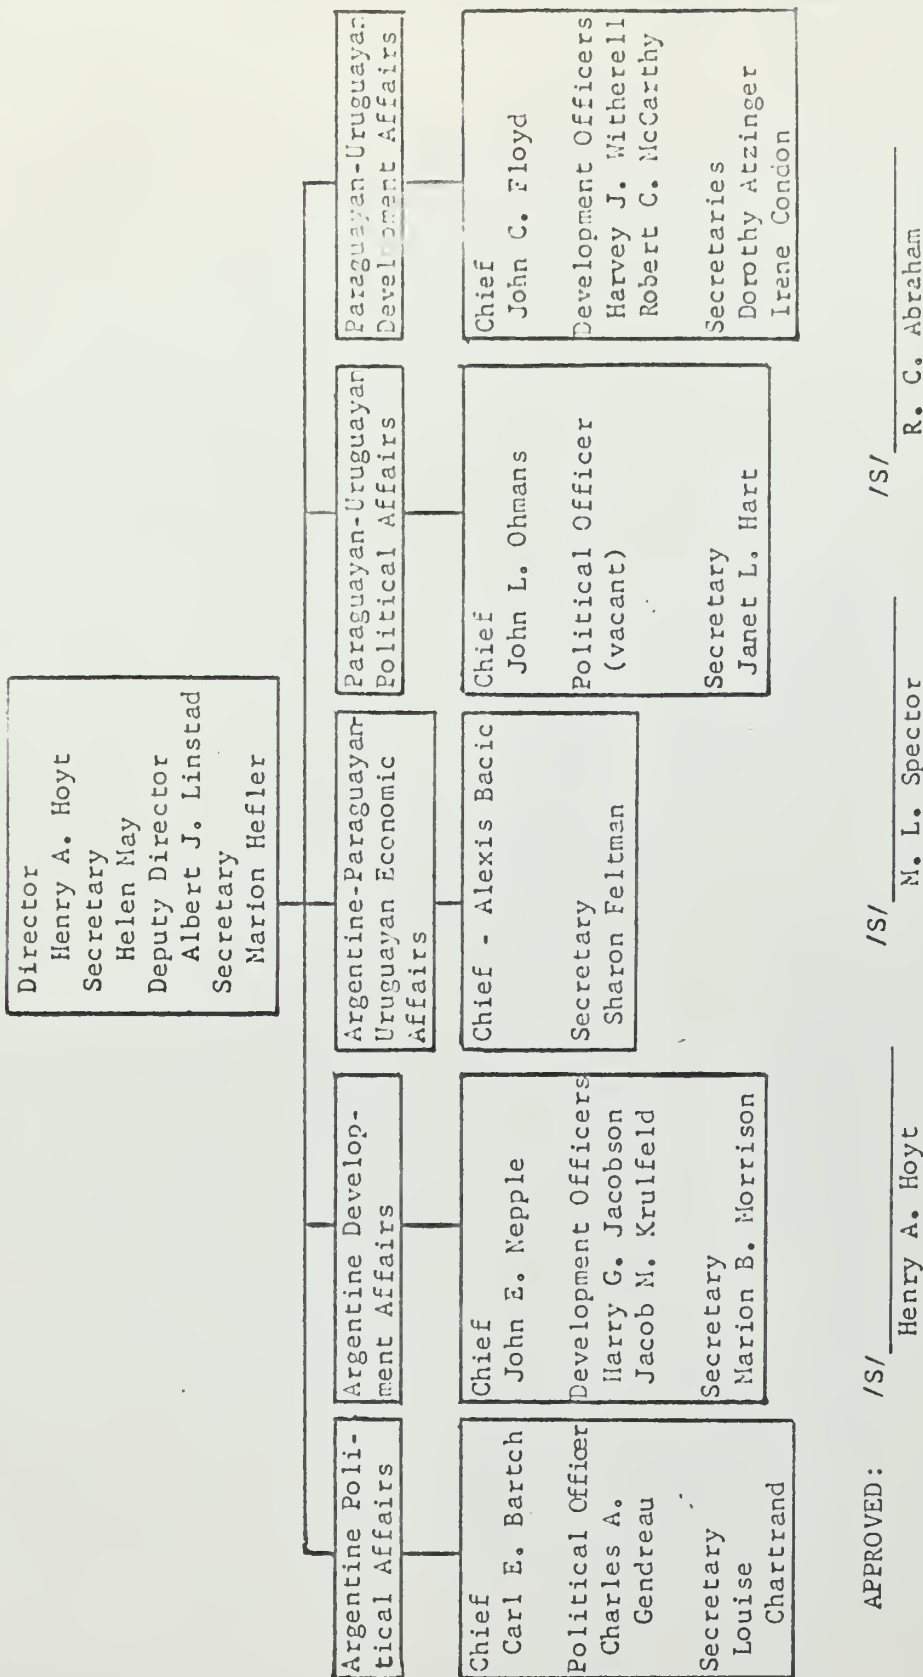 Director
Henry A. Hoyt
Secretary
Helen May
Deputy Director
Albert J. Linstad
Secretary
Marion Hefler
Argentine Poli-
tical Affairs
Chief
Carl E. Bartch
Political Officer
Charles A.
Gendreau
Secretary
Louise
Chartrand
Argentine Develop-
ment Affairs
Chief
John E. Nepple
Development Officers
Harry G. Jacobson
Jacob M. Krulfeld
Secretary
Marion B. Morrison
Argentine-Paraguayan-
Uruguayan Economic
Affairs
Chief - Alexis Bacic
Secretary
Sharon Feltman
Paraguayan-Uruguayan
Political Affairs
Chief
John L. Ohmans
Political Officer
(vacant)
Secretary
Janet L. Hart
Paraguayan-Uruguayan
Development Affairs
Chief
John C. Floyd
Development Officers
Harvey J. Witherell
Robert C. McCarthy
Secretaries
Dorothy Atzinger
Irene Condon
APPROVED: /S/ /S/ /S/
Henry A. Hoyt M. L. Spector R. C. Abraham